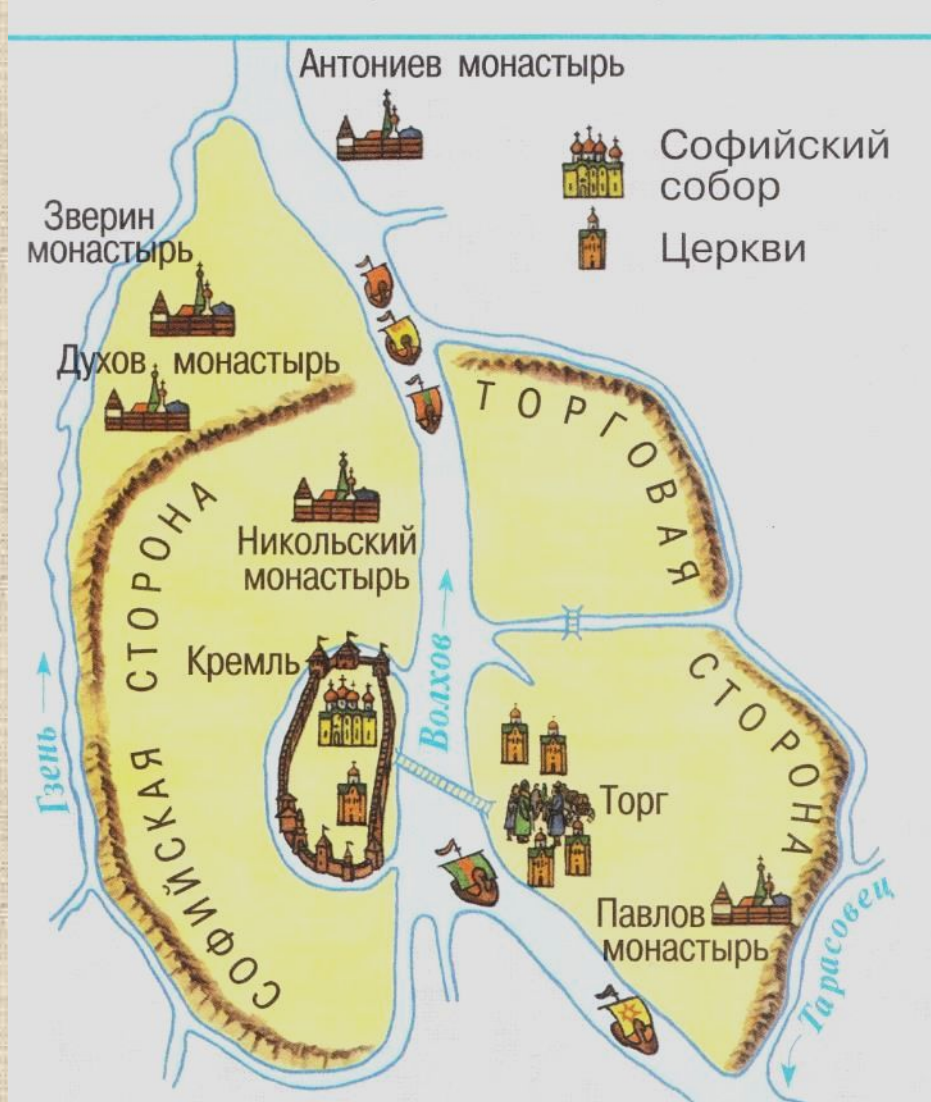 Антониев монастырь
Софийский
собор
Церкви
Зверин
монастырь
Духов монастырь
ТОРГОВАЯ
СТОРОНА
СОФИЙСКАЯ СТОРОНА
Никольский
монастырь
Кремль
Волхов
Гзень
Торг
Павлов
монастырь
Тарасовец